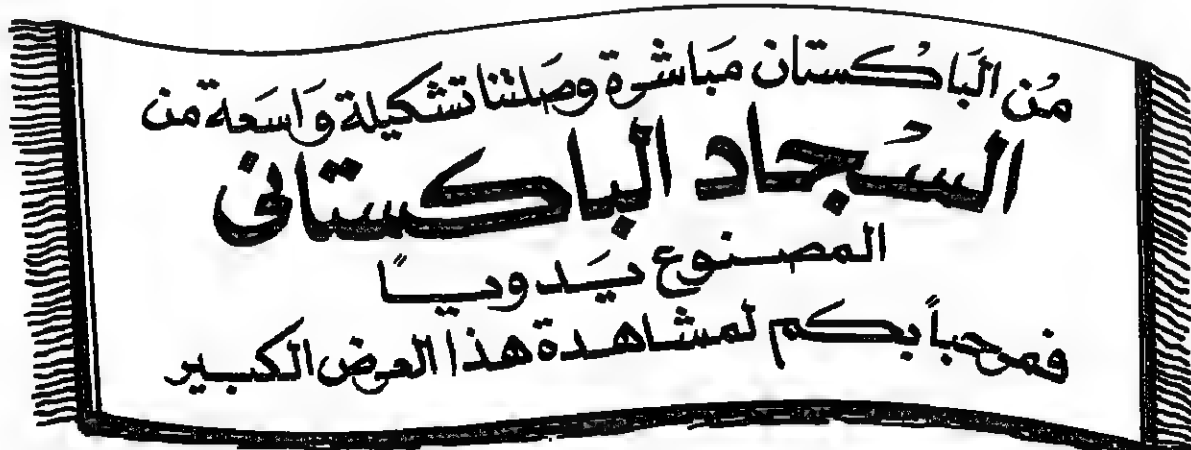 من الباكستان مباشرة وصلتنا تشكيلة واسعة من
السجاد الباكستاني
المصنوع يدويا
فمرحباً بكم لمشاهدة هذا العرض الكبير